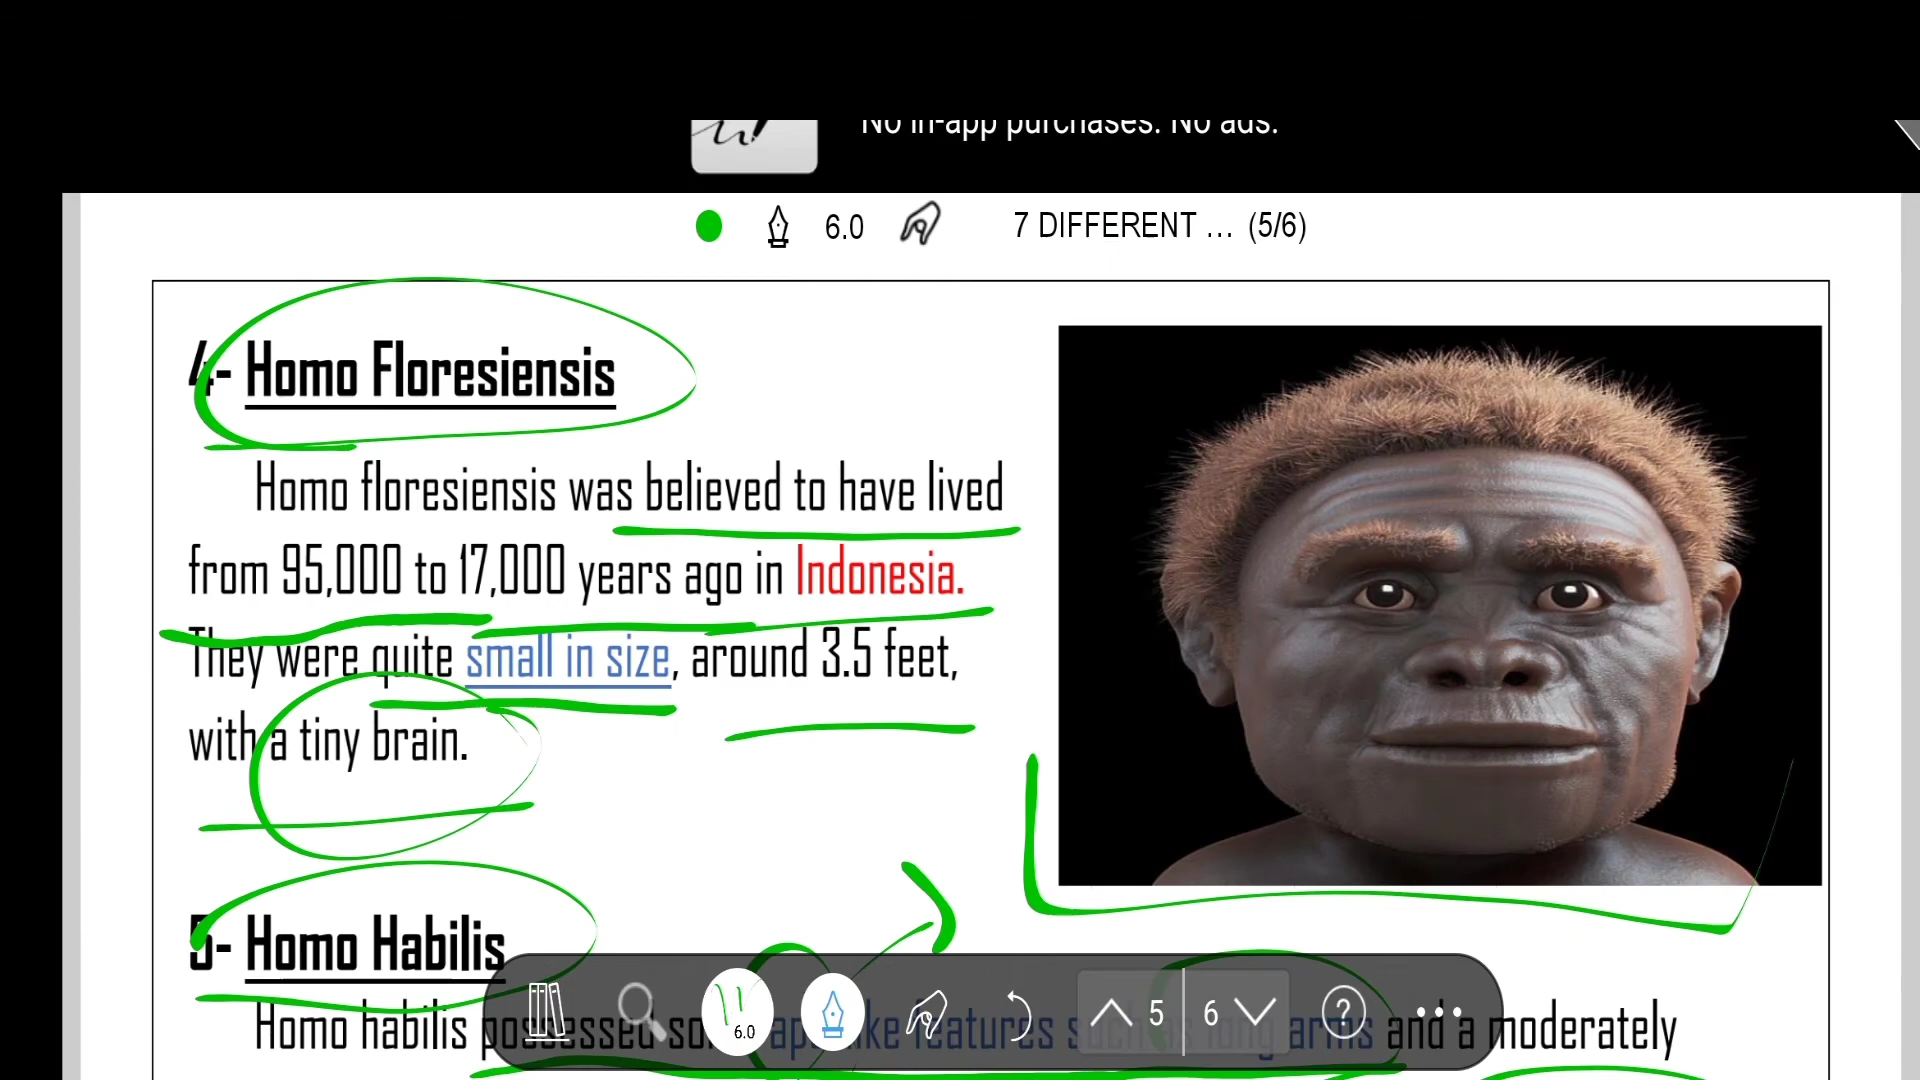 No in-app purchases. No ads.
6.0
7 DIFFERENT ... (5/6)
4- Homo Floresiensis
Homo floresiensis was believed to have lived
from 95,000 to 17,000 years ago in Indonesia.
They were quite small in size, around 3.5 feet,
with a tiny brain.
5- Homo Habilis
Homo habilis possessed features long arms and a moderately
6.0
5
6
?